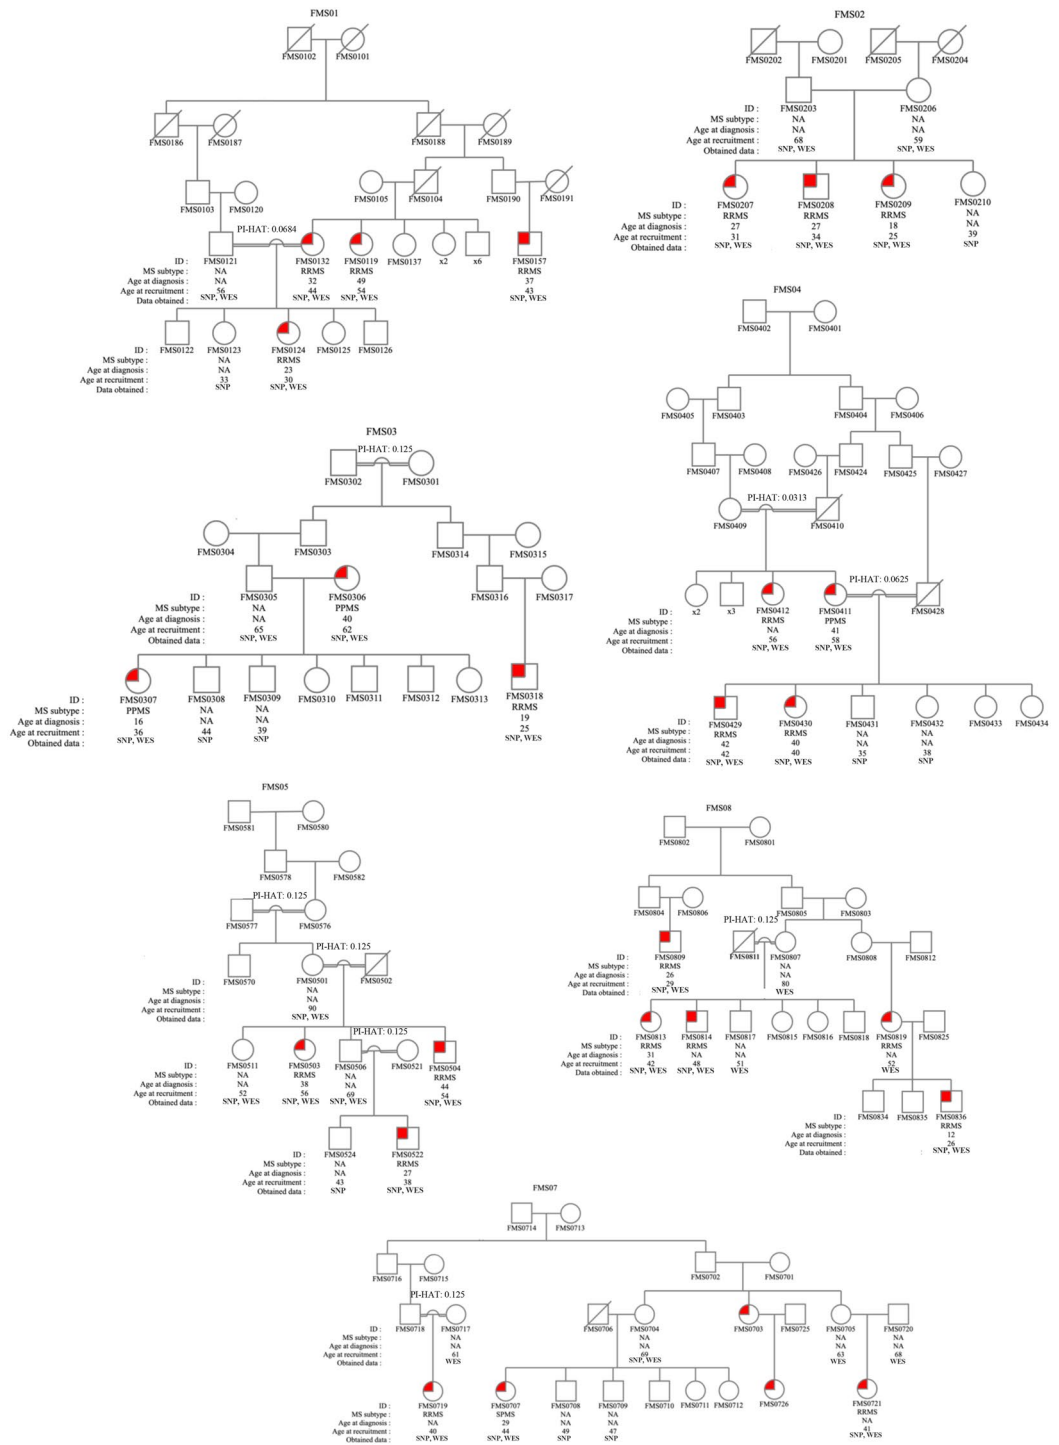 FMS01
FMS0102 FMS0101
FMS0186 FMS0187 FMS0188 FMS0189
FMS0103 FMS0120 FMS0105 FMS0104 FMS0190 FMS0191
PI-HAT: 0.0684
ID : FMS0121 FMS0132 FMS0119 FMS0137 x2 x6 FMS0157
MS subtype : NA RRMS RRMS RRMS
Age at diagnosis : NA 32 49 37
Age at recruitment : 56 44 54 43
Data obtained : SNP, WES SNP, WES SNP, WES SNP, WES
ID : FMS0122 FMS0123 FMS0124 FMS0125 FMS0126
MS subtype : NA RRMS
Age at diagnosis : NA 23
Age at recruitment : 33 30
Data obtained : SNP SNP, WES
FMS02
FMS0202 FMS0201 FMS0205 FMS0204
ID : FMS0203 FMS0206
MS subtype : NA NA
Age at diagnosis : NA NA
Age at recruitment : 68 59
Obtained data : SNP, WES SNP, WES
ID : FMS0207 FMS0208 FMS0209 FMS0210
MS subtype : RRMS RRMS RRMS NA
Age at diagnosis : 27 27 18 NA
Age at recruitment : 31 34 25 39
Obtained data : SNP, WES SNP, WES SNP, WES SNP
FMS03
PI-HAT: 0.125
FMS0302 FMS0301
FMS0304 FMS0303 FMS0314 FMS0315
ID : FMS0305 FMS0306 FMS0316 FMS0317
MS subtype : NA PPMS
Age at diagnosis : NA 40
Age at recruitment : 65 62
Obtained data : SNP, WES SNP, WES
ID : FMS0307 FMS0308 FMS0309 FMS0310 FMS0311 FMS0312 FMS0313 FMS0318
MS subtype : PPMS NA NA RRMS
Age at diagnosis : 16 NA NA 19
Age at recruitment : 36 44 39 25
Obtained data : SNP, WES SNP SNP SNP, WES
FMS04
FMS0402 FMS0401
FMS0405 FMS0403 FMS0404 FMS0406
FMS0407 FMS0408 FMS0426 FMS0424 FMS0425 FMS0427
PI-HAT: 0.0313
FMS0409 FMS0410
PI-HAT: 0.0625
ID : x2 x3 FMS0412 FMS0411 FMS0428
MS subtype : RRMS PPMS
Age at diagnosis : NA 41
Age at recruitment : 56 58
Obtained data : SNP, WES SNP, WES
ID : FMS0429 FMS0430 FMS0431 FMS0432 FMS0433 FMS0434
MS subtype : RRMS RRMS NA NA
Age at diagnosis : 42 40 NA NA
Age at recruitment : 42 40 35 38
Obtained data : SNP, WES SNP, WES SNP SNP
FMS05
FMS0581 FMS0580
FMS0578 FMS0582
PI-HAT: 0.125
FMS0577 FMS0576
PI-HAT: 0.125
ID : FMS0570 FMS0501 FMS0502
MS subtype : NA
Age at diagnosis : NA
Age at recruitment : 90
Obtained data : SNP, WES
PI-HAT: 0.125
ID : FMS0511 FMS0503 FMS0506 FMS0521 FMS0504
MS subtype : NA RRMS NA RRMS
Age at diagnosis : NA 38 NA 44
Age at recruitment : 52 56 69 54
Obtained data : SNP, WES SNP, WES WES SNP, WES
ID : FMS0524 FMS0522
MS subtype : NA RRMS
Age at diagnosis : NA 27
Age at recruitment : 43 38
Obtained data : SNP SNP, WES
FMS08
FMS0802 FMS0801
FMS0804 FMS0806 FMS0805 FMS0803
PI-HAT: 0.125
ID : FMS0809 FMS0811 FMS0807 FMS0808 FMS0812
MS subtype : RRMS NA
Age at diagnosis : 26 NA
Age at recruitment : 29 80
Data obtained : SNP, WES WES
ID : FMS0813 FMS0814 FMS0817 FMS0815 FMS0816 FMS0818 FMS0819 FMS0825
MS subtype : RRMS RRMS NA RRMS
Age at diagnosis : 31 NA NA NA
Age at recruitment : 42 48 51 52
Data obtained : SNP, WES SNP, WES WES WES
ID : FMS0834 FMS0835 FMS0836
MS subtype : RRMS
Age at diagnosis : 12
Age at recruitment : 26
Data obtained : : SNP, WES
FMS07
FMS0714 FMS0713
FMS0716 FMS0715 FMS0702 FMS0701
PI-HAT: 0.125
ID : FMS0718 FMS0717 FMS0706 FMS0704 FMS0703 FMS0725 FMS0705 FMS0720
MS subtype : NA NA NA NA
Age at diagnosis : NA NA NA NA
Age at recruitment : 61 69 63 68
Obtained data : WES SNP, WES WES WES
ID : FMS0719 FMS0707 FMS0708 FMS0709 FMS0710 FMS0711 FMS0712 FMS0726 FMS0721
MS subtype : RRMS SPMS NA NA RRMS
Age at diagnosis : NA 29 NA NA NA
Age at recruitment : 40 44 49 47 41
Obtained data : SNP, WES SNP, WES SNP SNP SNP, WES